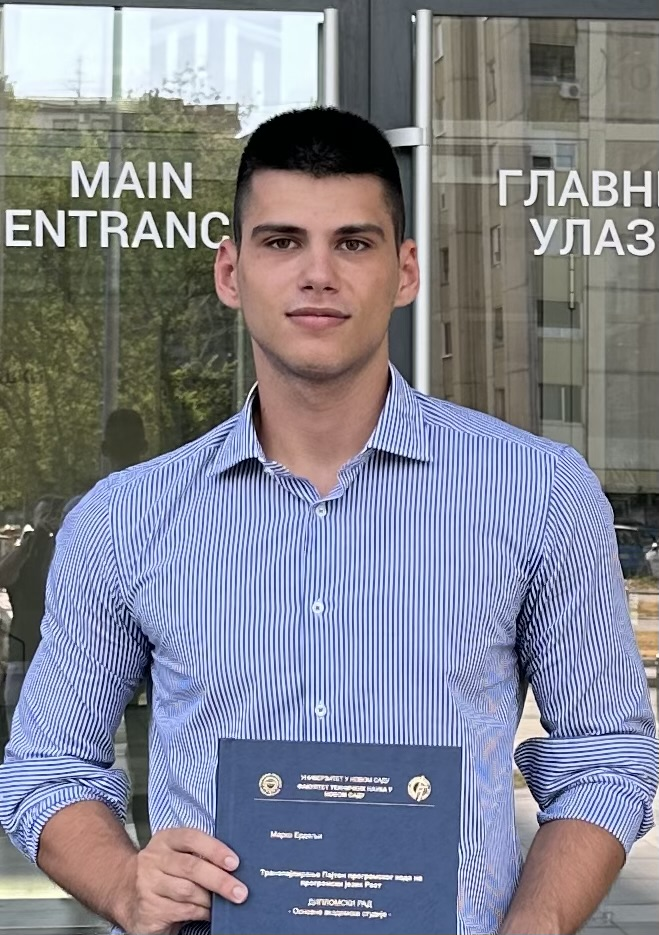 MAIN
ENTRANC
ГЛАВН
УЛАЗ
УНИВЕРЗИТЕТ У НОВОМ САДУ
ФАКУЛТЕТ ТЕХНИЧКИХ НАУКА У
НОВОМ САДУ
Марко Ердељи
Транспајлирање Пајтон програмског кода на
програмски језик Раст
ДИПЛОМСКИ РАД
- Основне академске студије -